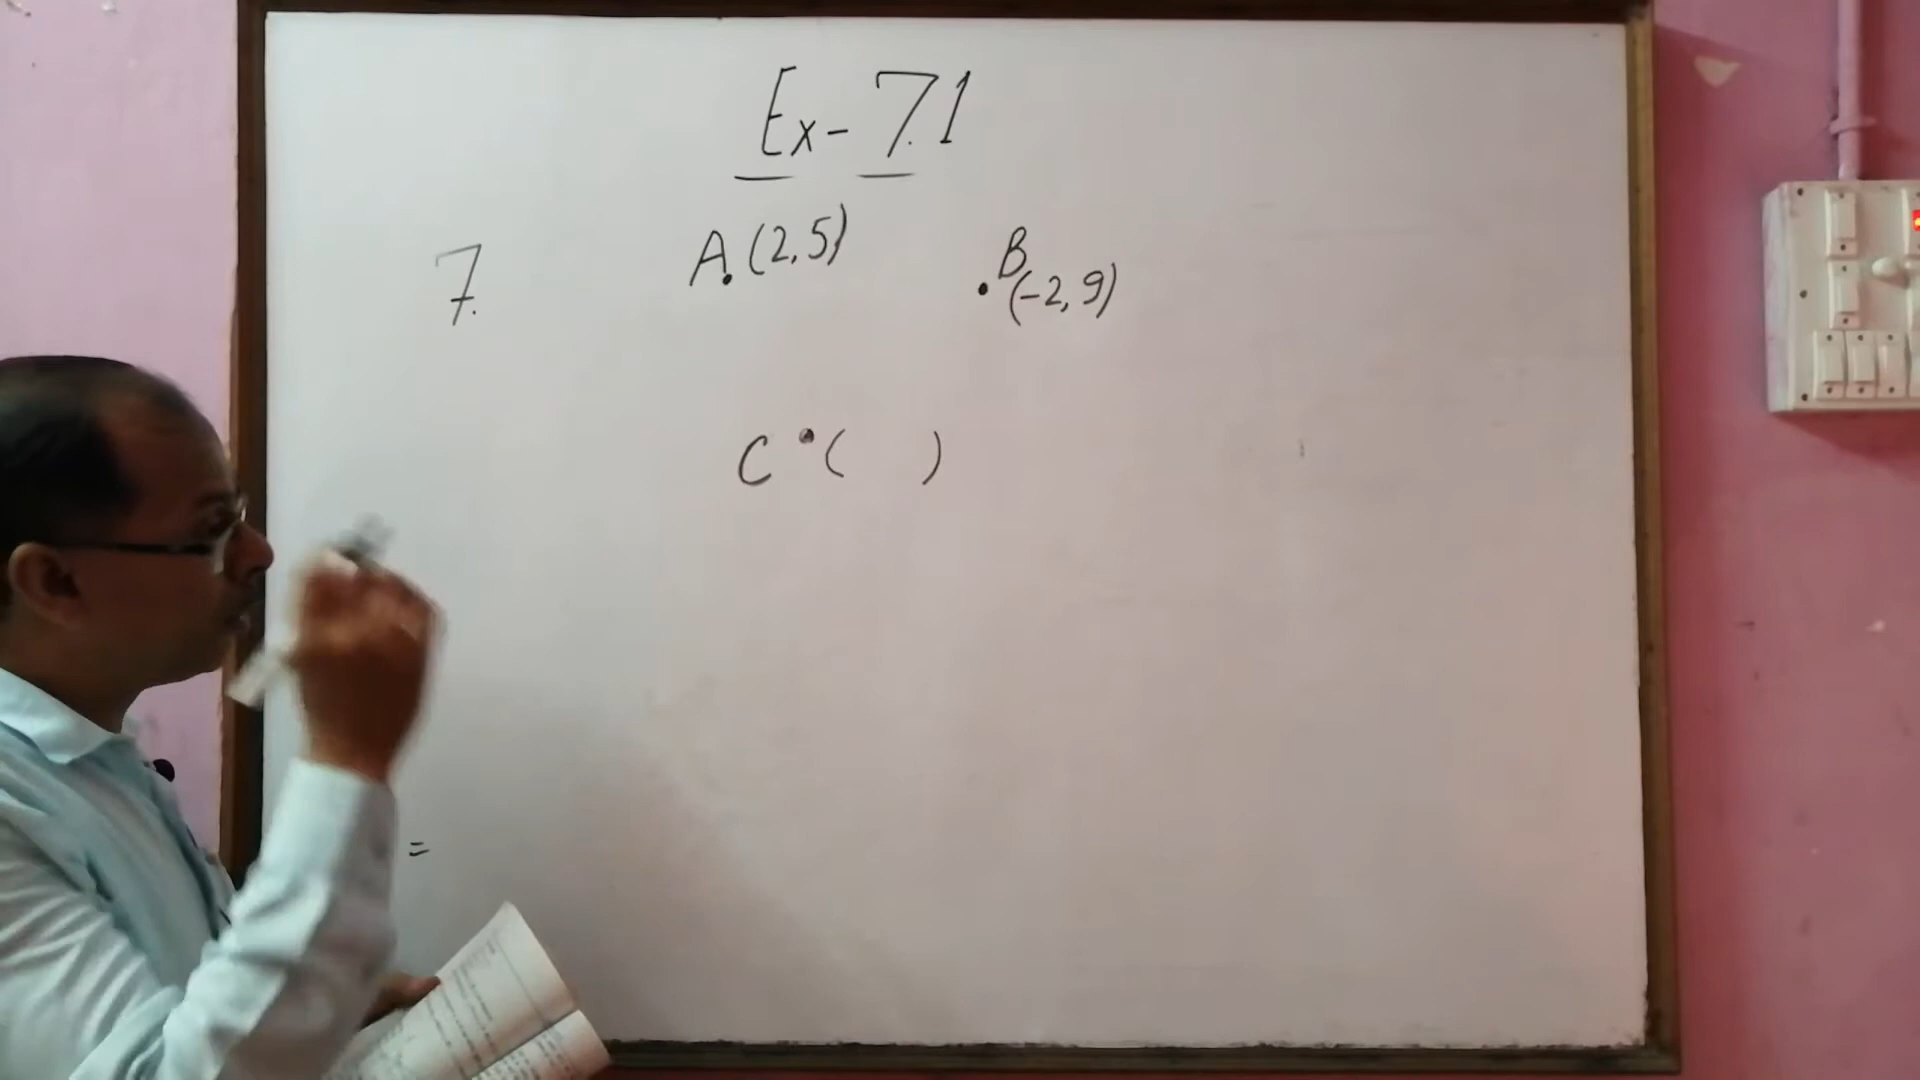 Ex- 7.1
7. A. (2,5) . B (-2, 9)
C . ( )
=